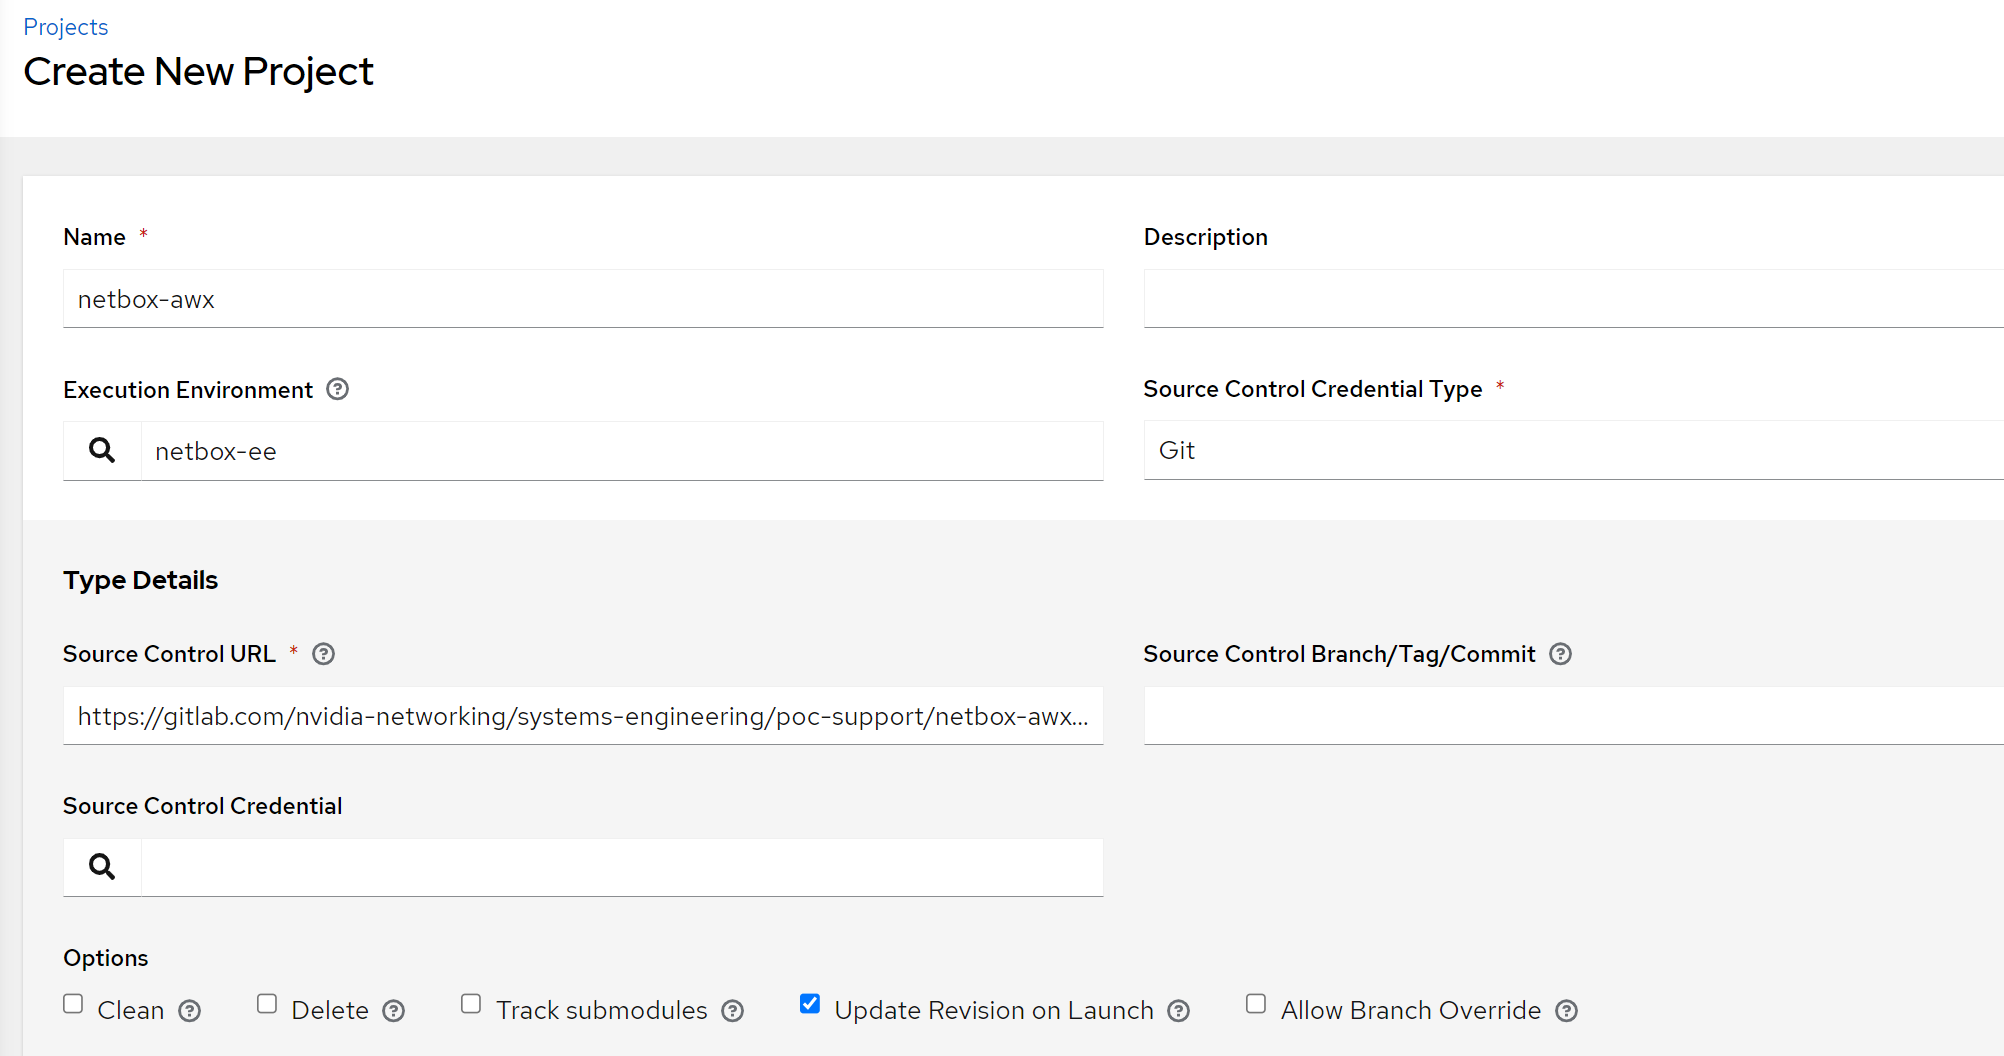 Projects
Create New Project
Name *
Description
netbox-awx
Execution Environment
Source Control Credential Type *
netbox-ee
Git
Type Details
Source Control URL *
Source Control Branch/Tag/Commit
https://gitlab.com/nvidia-networking/systems-engineering/poc-support/netbox-awx...
Source Control Credential
Options
Clean Delete Track submodules Update Revision on Launch Allow Branch Override